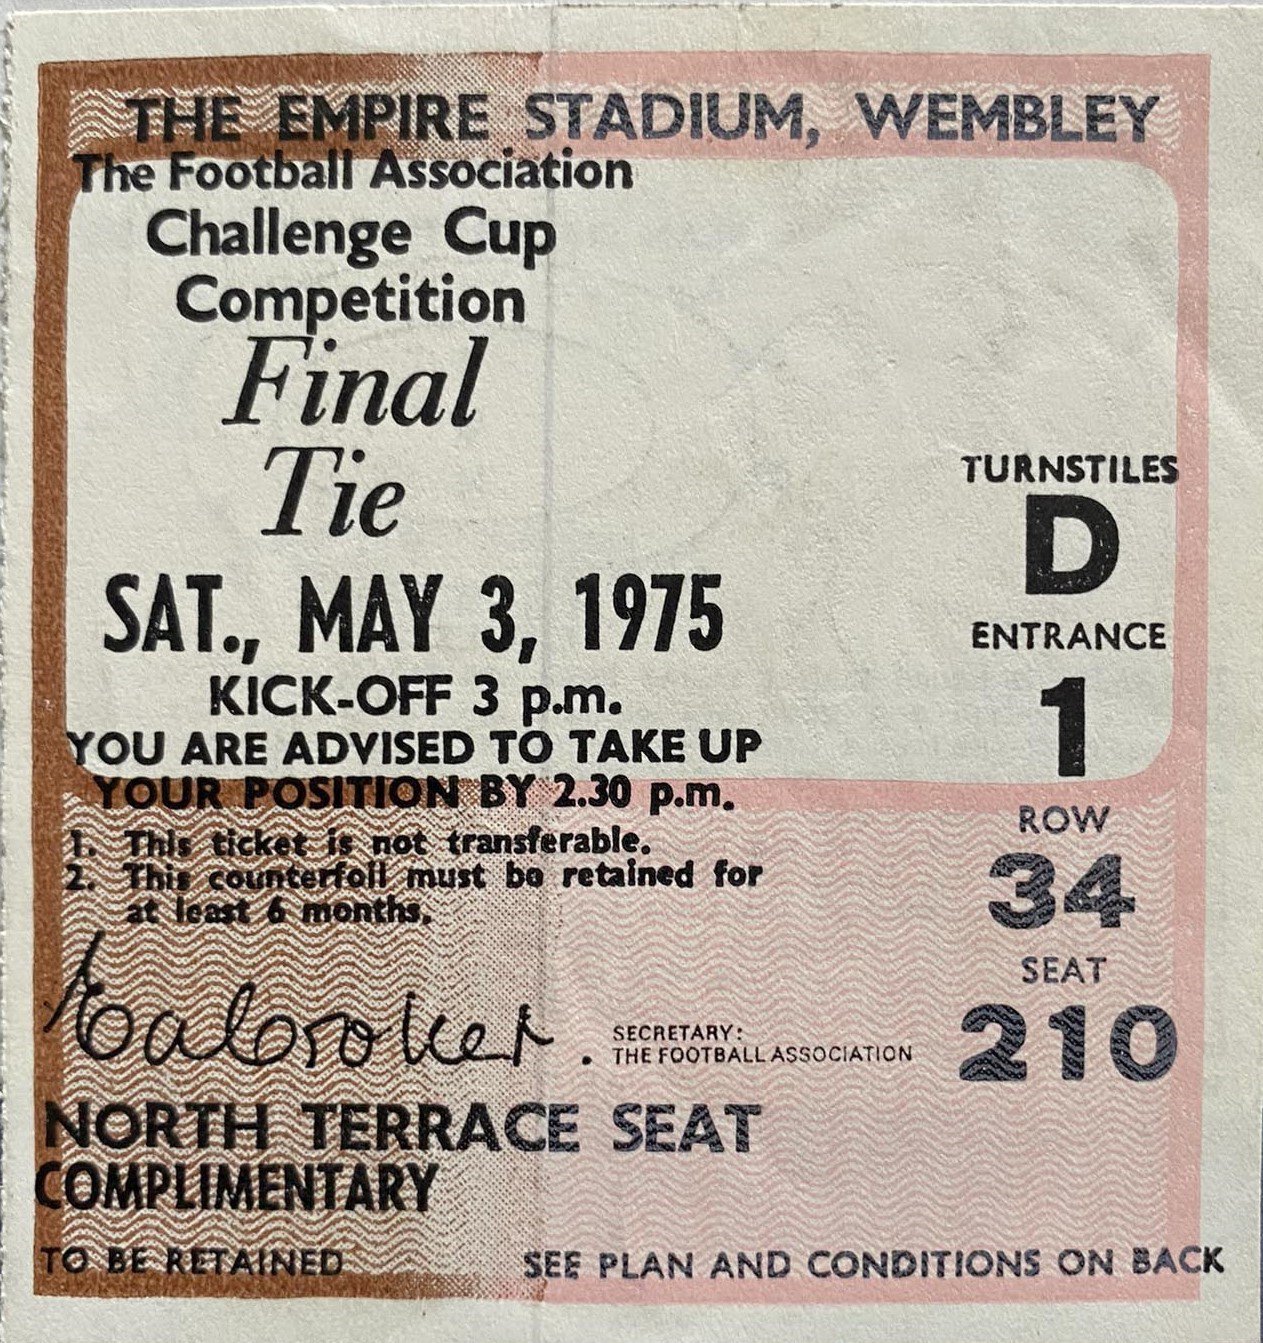 THE EMPIRE STADIUM, WEMBLEY
The Football Association
Challenge Cup
Competition
Final
Tie
SAT., MAY 3, 1975
KICK-OFF 3 p.m.
YOU ARE ADVISED TO TAKE UP
YOUR POSITION BY 2.30 p.m.
1. This ticket is not transferable.
2. This counterfoil must be retained for
at least 6 months.
SECRETARY:
THE FOOTBALL ASSOCIATION
NORTH TERRACE SEAT
COMPLIMENTARY
TO BE RETAINED
TURNSTILES
D
ENTRANCE
1
ROW
34
SEAT
210
SEE PLAN AND CONDITIONS ON BACK